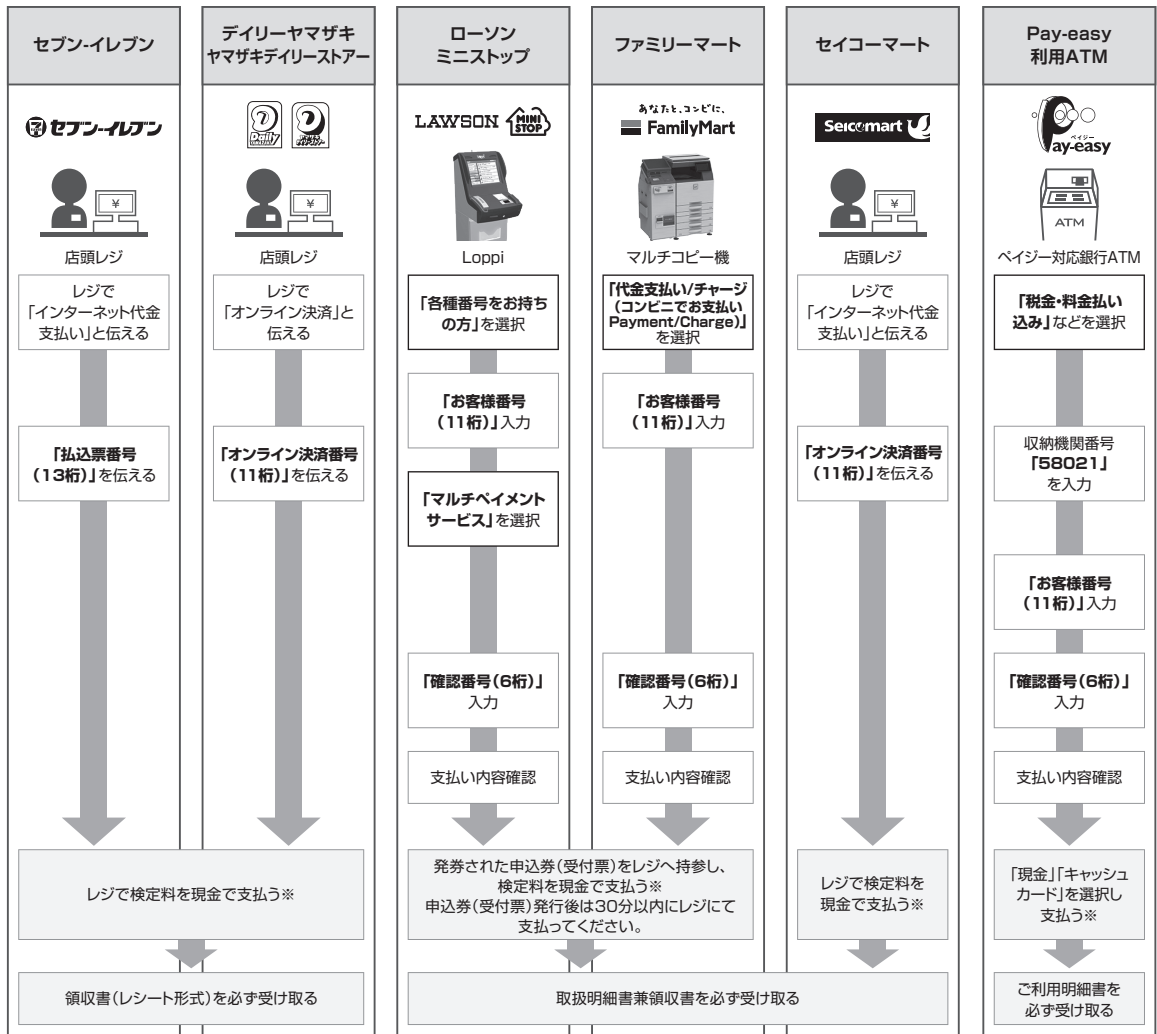 セブン-イレブン
セブン-イレブン
¥
店頭レジ
レジで
「インターネット代金
支払い」と伝える
「払込票番号
(13桁)」を伝える
デイリーヤマザキ
ヤマザキデイリーストアー
Daily
¥
店頭レジ
レジで
「オンライン決済」と
伝える
「オンライン決済番号
(11桁)」を伝える
レジで検定料を現金で支払う※
領収書(レシート形式)を必ず受け取る
ローソン
ミニストップ
LAWSON
MINI
STOP
Loppi
「各種番号をお持ち
の方」を選択
「お客様番号
(11桁)」入力
「マルチペイメント
サービス」を選択
「確認番号(6桁)」
入力
支払い内容確認
ファミリーマート
あなたと、コンビに、
FamilyMart
マルチコピー機
「代金支払い/チャージ
(コンビニでお支払い
Payment/Charge)」
を選択
「お客様番号
(11桁)」入力
「確認番号(6桁)」
入力
支払い内容確認
発券された申込券(受付票)をレジへ持参し、
検定料を現金で支払う※
申込券(受付票)発行後は30分以内にレジにて
支払ってください。
セイコーマート
Seicomart
¥
店頭レジ
レジで
「インターネット代金
支払い」と伝える
「オンライン決済番号
(11桁)」を伝える
レジで検定料を
現金で支払う※
取扱明細書兼領収書を必ず受け取る
Pay-easy
利用ATM
ペイジー
Pay-easy
ATM
ペイジー対応銀行ATM
「税金・料金払い
込み」などを選択
収納機関番号
「58021」
を入力
「お客様番号
(11桁)」入力
「確認番号(6桁)」
入力
支払い内容確認
「現金」「キャッシュ
カード」を選択し
支払う※
ご利用明細書を
必ず受け取る